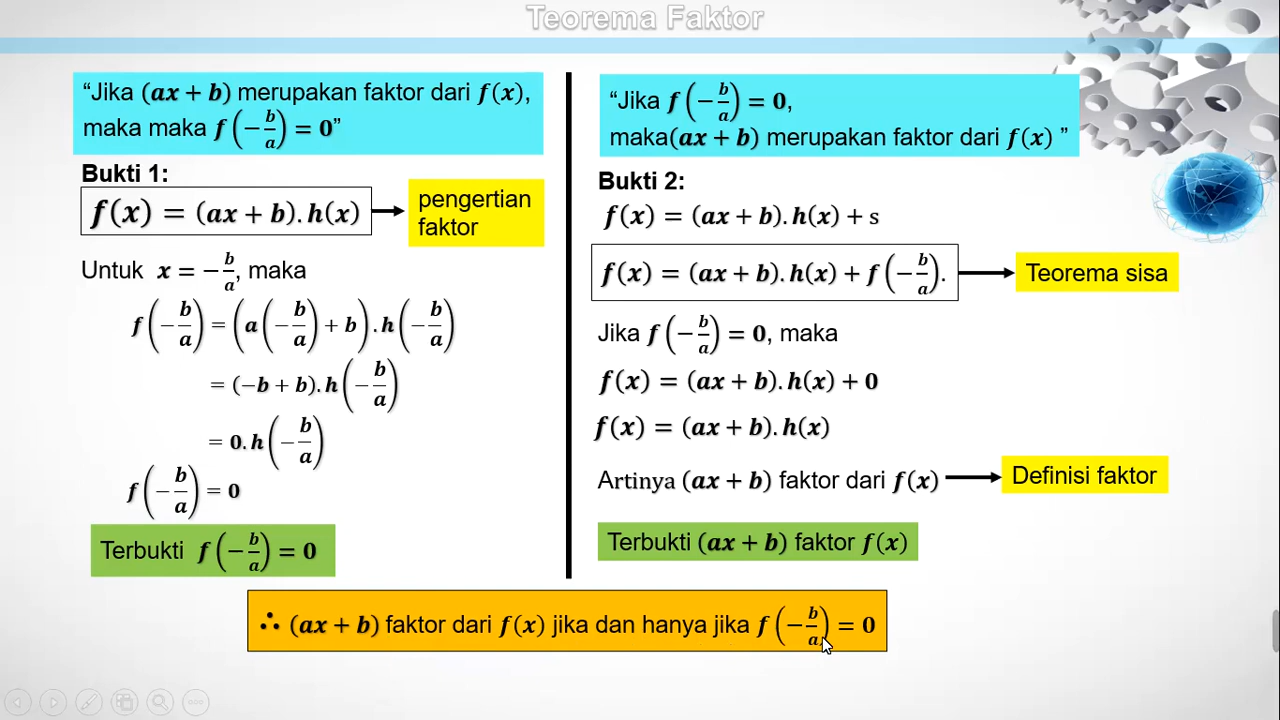 Teorema Faktor
“Jika (ax + b) merupakan faktor dari f(x),
maka maka f(−b/a) = 0”
Bukti 1:
f(x) = (ax + b). h(x)
pengertian
faktor
Untuk x = −b/a, maka
f(−b/a) = (a(−b/a) + b). h(−b/a)
= (−b + b). h(−b/a)
= 0. h(−b/a)
f(−b/a) = 0
Terbukti f(−b/a) = 0
“Jika f(−b/a) = 0,
maka(ax + b) merupakan faktor dari f(x) ”
Bukti 2:
f(x) = (ax + b). h(x) + s
f(x) = (ax + b). h(x) + f(−b/a).
Teorema sisa
Jika f(−b/a) = 0, maka
f(x) = (ax + b). h(x) + 0
f(x) = (ax + b). h(x)
Artinya (ax + b) faktor dari f(x)
Definisi faktor
Terbukti (ax + b) faktor f(x)
∴ (ax + b) faktor dari f(x) jika dan hanya jika f(−b/a) = 0